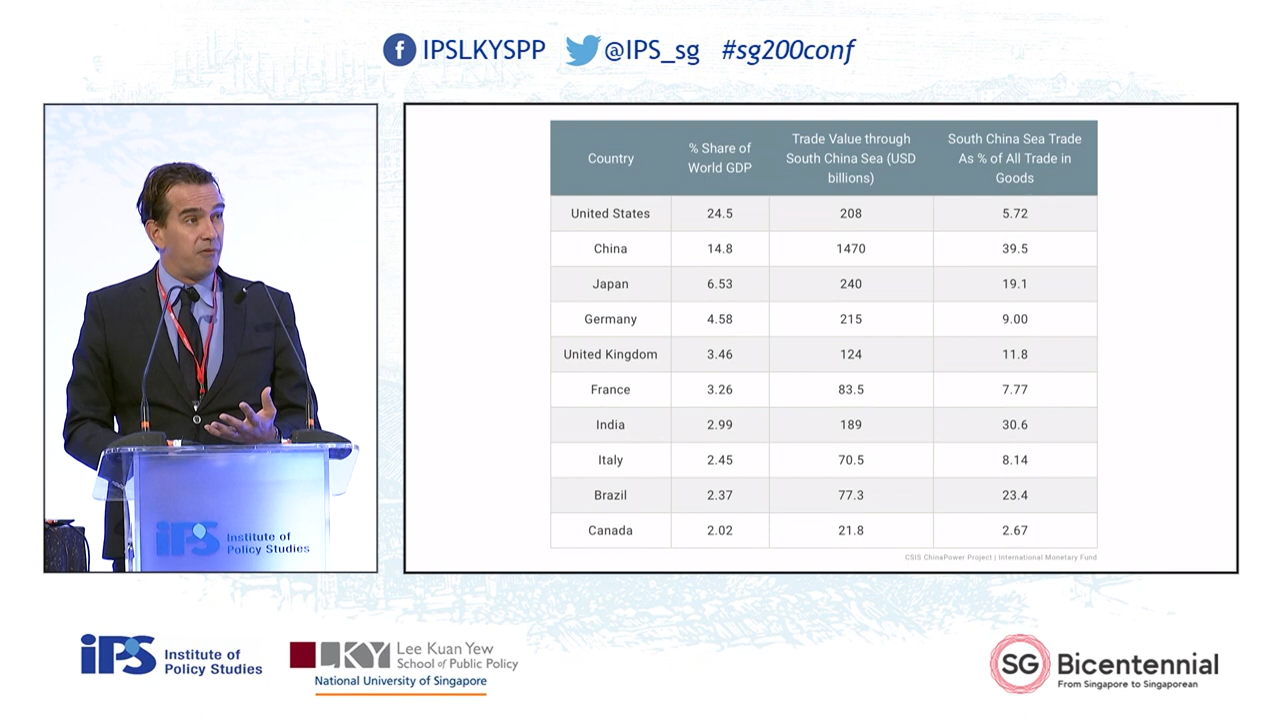 IPSLKYSPP @IPS_sg #sg200conf
Country
% Share of
World GDP
Trade Value through
South China Sea (USD
billions)
South China Sea Trade
As % of All Trade in
Goods
United States 24.5 208 5.72
China 14.8 1470 39.5
Japan 6.53 240 19.1
Germany 4.58 215 9.00
United Kingdom 3.46 124 11.8
France 3.26 83.5 7.77
India 2.99 189 30.6
Italy 2.45 70.5 8.14
Brazil 2.37 77.3 23.4
Canada 2.02 21.8 2.67
CSIS ChinaPower Project | International Monetary Fund
iPS Institute of
Policy Studies
iPS Institute of
Policy Studies
LKY Lee Kuan Yew
School of Public Policy
National University of Singapore
SG Bicentennial
From Singapore to Singaporean